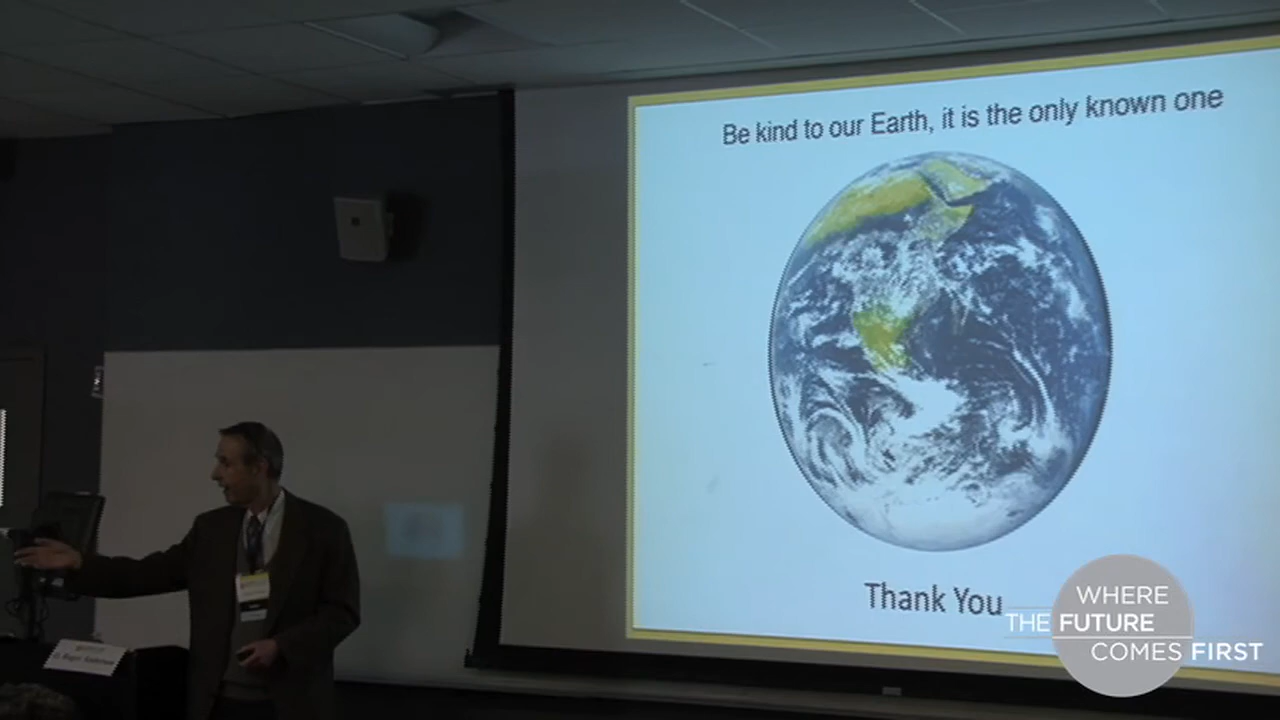 Be kind to our Earth, it is the only known one
Thank You
WHERE
THE FUTURE
COMES FIRST